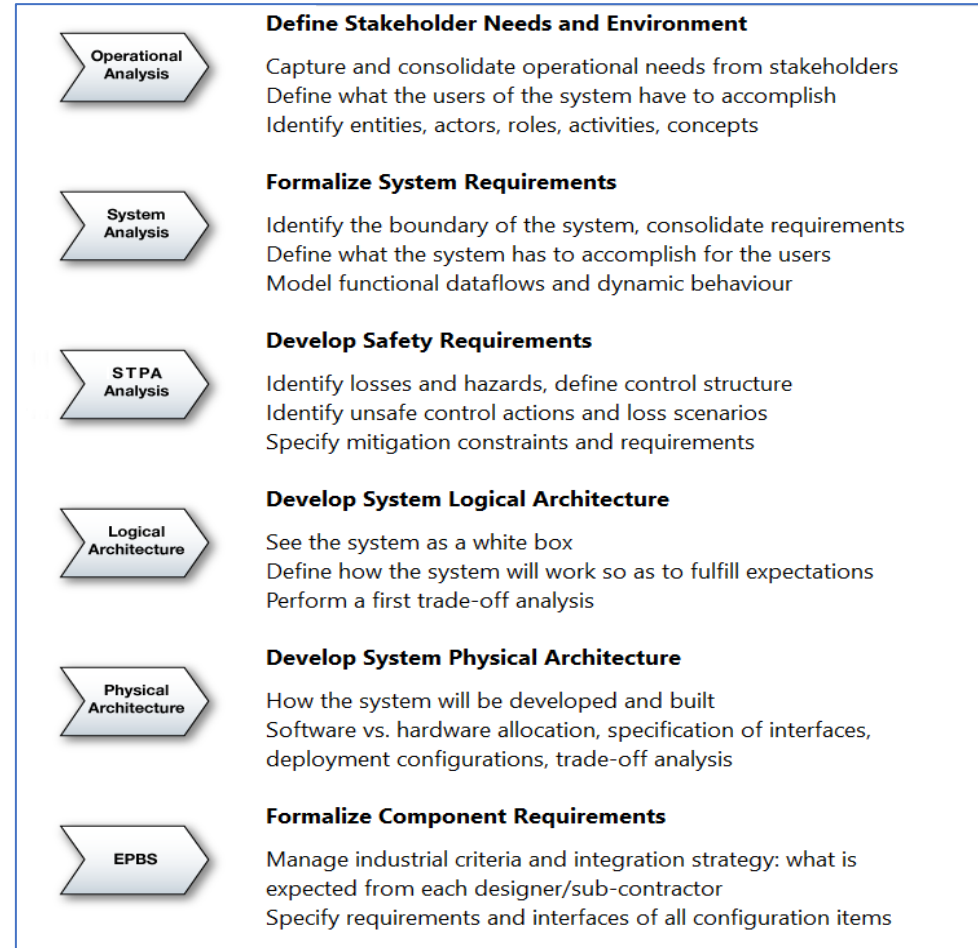 Operational
Analysis
Define Stakeholder Needs and Environment
Capture and consolidate operational needs from stakeholders
Define what the users of the system have to accomplish
Identify entities, actors, roles, activities, concepts
System
Analysis
Formalize System Requirements
Identify the boundary of the system, consolidate requirements
Define what the system has to accomplish for the users
Model functional dataflows and dynamic behaviour
STPA
Analysis
Develop Safety Requirements
Identify losses and hazards, define control structure
Identify unsafe control actions and loss scenarios
Specify mitigation constraints and requirements
Logical
Architecture
Develop System Logical Architecture
See the system as a white box
Define how the system will work so as to fulfill expectations
Perform a first trade-off analysis
Physical
Architecture
Develop System Physical Architecture
How the system will be developed and built
Software vs. hardware allocation, specification of interfaces,
deployment configurations, trade-off analysis
EPBS
Formalize Component Requirements
Manage industrial criteria and integration strategy: what is
expected from each designer/sub-contractor
Specify requirements and interfaces of all configuration items